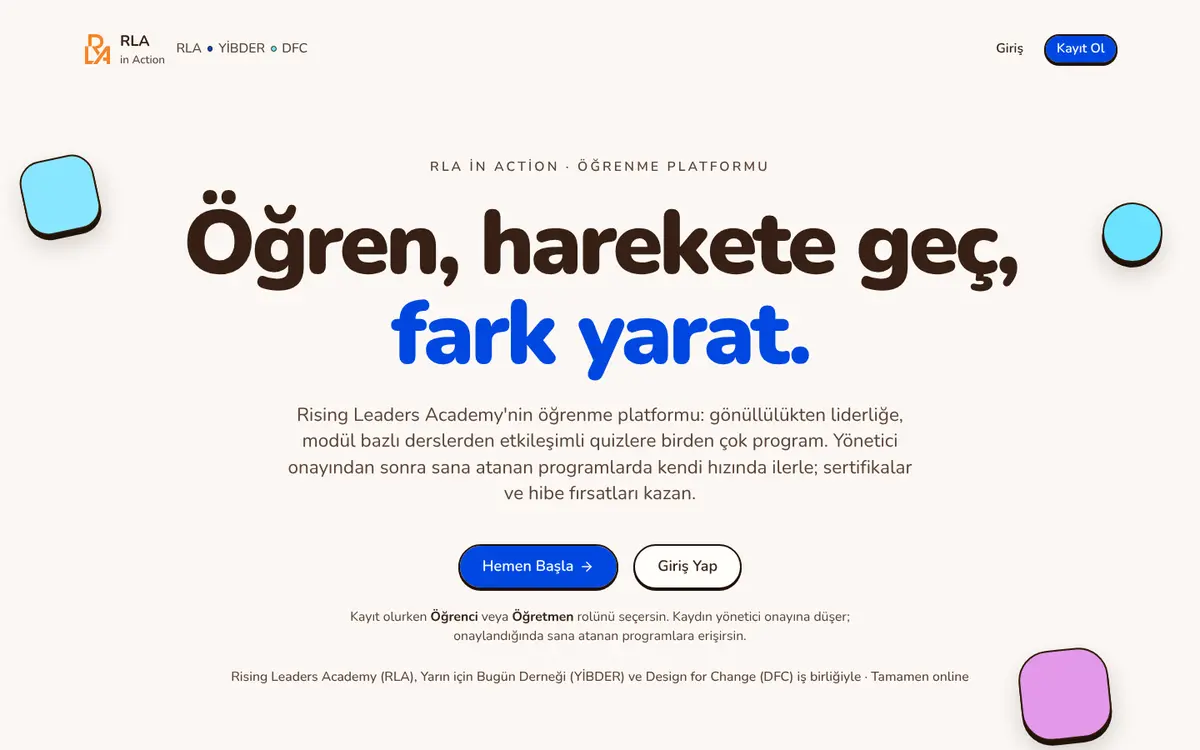 RLA
in Action
RLA • YİBDER • DFC
Giriş
Kayıt Ol
RLA İN ACTİON · ÖĞRENME PLATFORMU
Öğren, harekete geç,
fark yarat.
Rising Leaders Academy'nin öğrenme platformu: gönüllülükten liderliğe,
modül bazlı derslerden etkileşimli quizlere birden çok program. Yönetici
onayından sonra sana atanan programlarda kendi hızında ilerle; sertifikalar
ve hibe fırsatları kazan.
Hemen Başla →
Giriş Yap
Kayıt olurken Öğrenci veya Öğretmen rolünü seçersin. Kaydın yönetici onayına düşer;
onaylandığında sana atanan programlara erişirsin.
Rising Leaders Academy (RLA), Yarın için Bugün Derneği (YİBDER) ve Design for Change (DFC) iş birliğiyle · Tamamen online